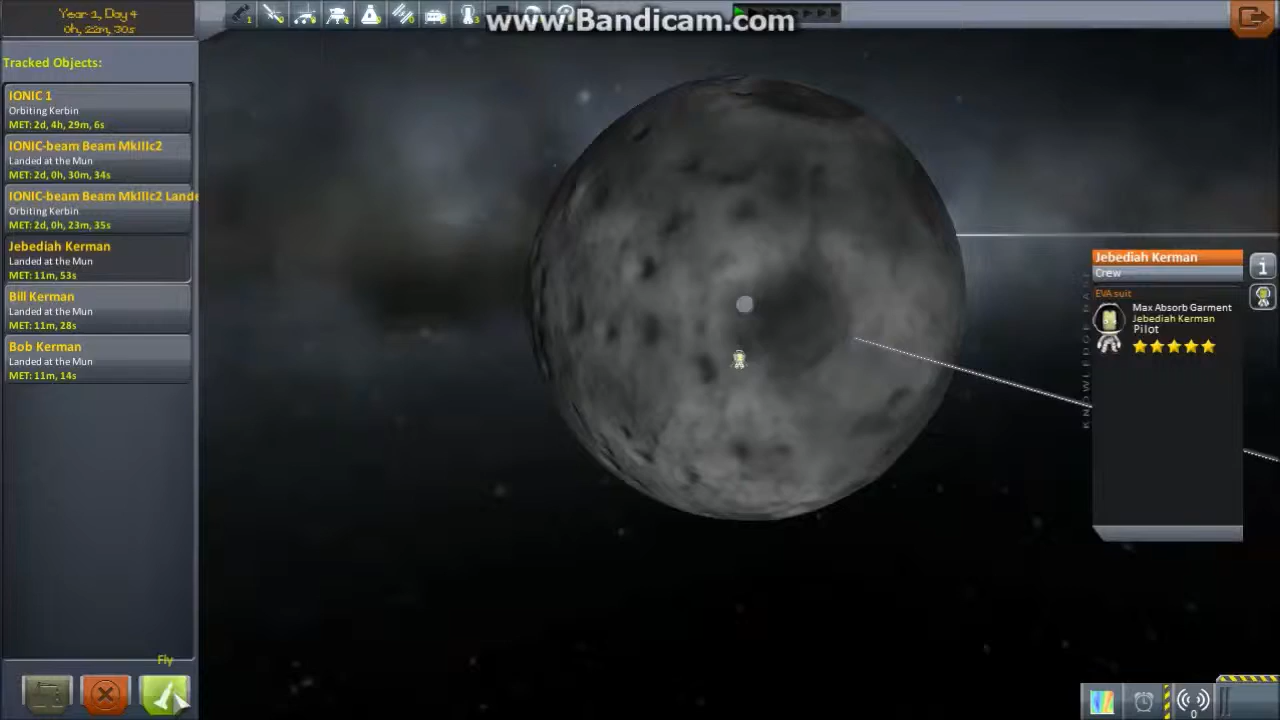 Year 1, Day 4
0h, 22m, 30s
www.Bandicam.com
Tracked Objects:
IONIC 1
Orbiting Kerbin
MET: 2d, 4h, 29m, 6s
IONIC-beam Beam MkIIIc2
Landed at the Mun
MET: 2d, 0h, 30m, 34s
IONIC-beam Beam MkIIIc2 Lande
Orbiting Kerbin
MET: 2d, 0h, 23m, 35s
Jebediah Kerman
Landed at the Mun
MET: 11m, 53s
Bill Kerman
Landed at the Mun
MET: 11m, 28s
Bob Kerman
Landed at the Mun
MET: 11m, 14s
Jebediah Kerman
Crew
EVA suit
Max Absorb Garment
Jebediah Kerman
Pilot
KNOWLEDGE BASE
Fly
0